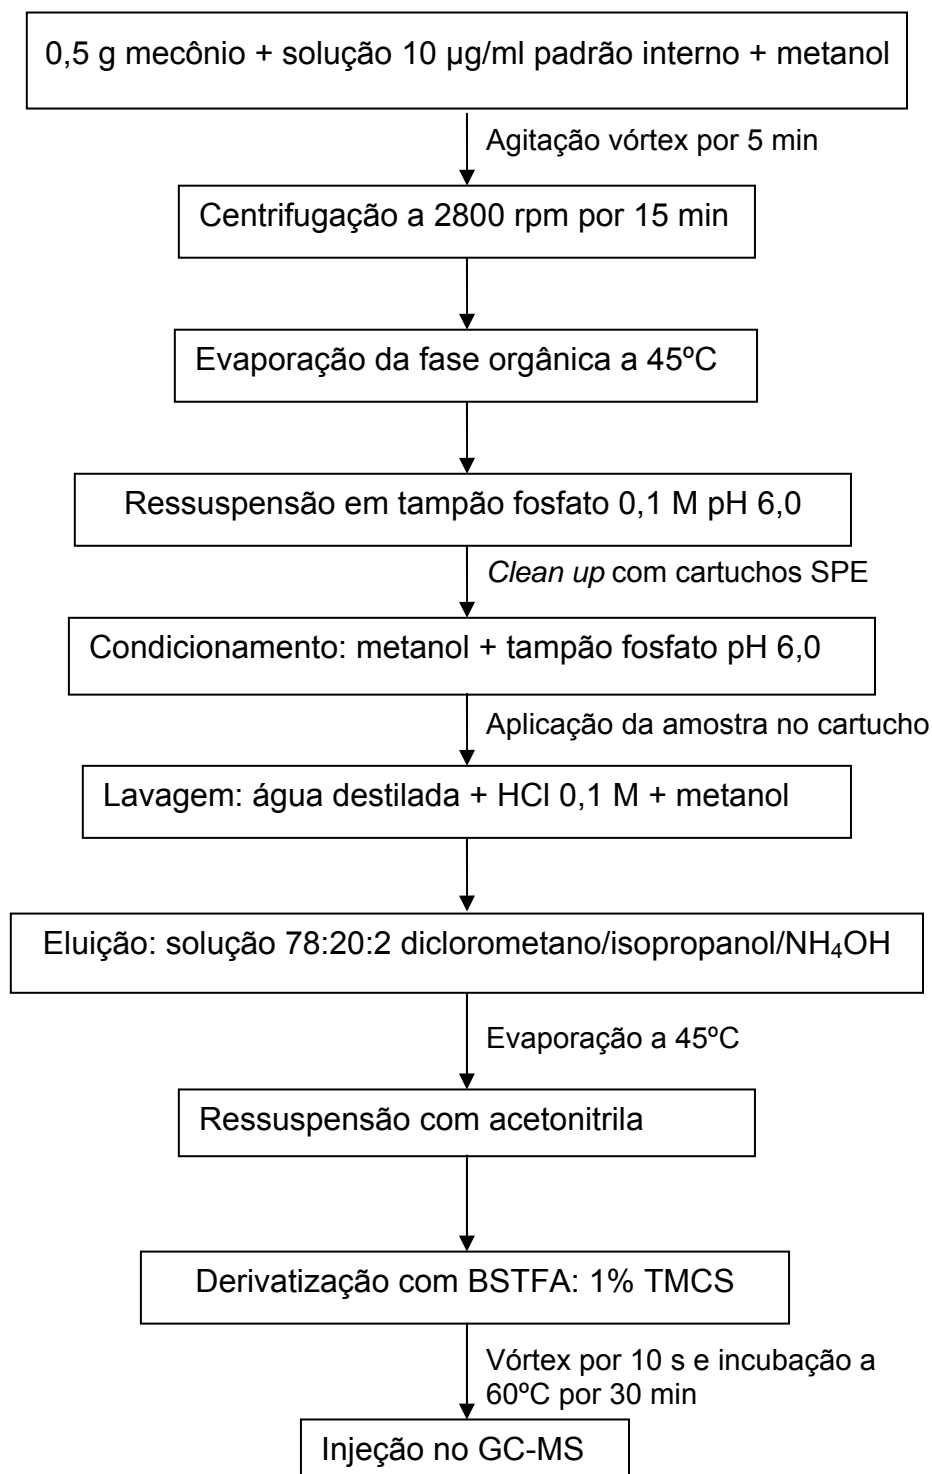 0,5 g mecônio + solução 10 µg/ml padrão interno + metanol
Agitação vórtex por 5 min
Centrifugação a 2800 rpm por 15 min
Evaporação da fase orgânica a 45ºC
Ressuspensão em tampão fosfato 0,1 M pH 6,0
Clean up com cartuchos SPE
Condicionamento: metanol + tampão fosfato pH 6,0
Aplicação da amostra no cartucho
Lavagem: água destilada + HCl 0,1 M + metanol
Eluição: solução 78:20:2 diclorometano/isopropanol/NH₄OH
Evaporação a 45ºC
Ressuspensão com acetonitrila
Derivatização com BSTFA: 1% TMCS
Vórtex por 10 s e incubação a
60ºC por 30 min
Injeção no GC-MS